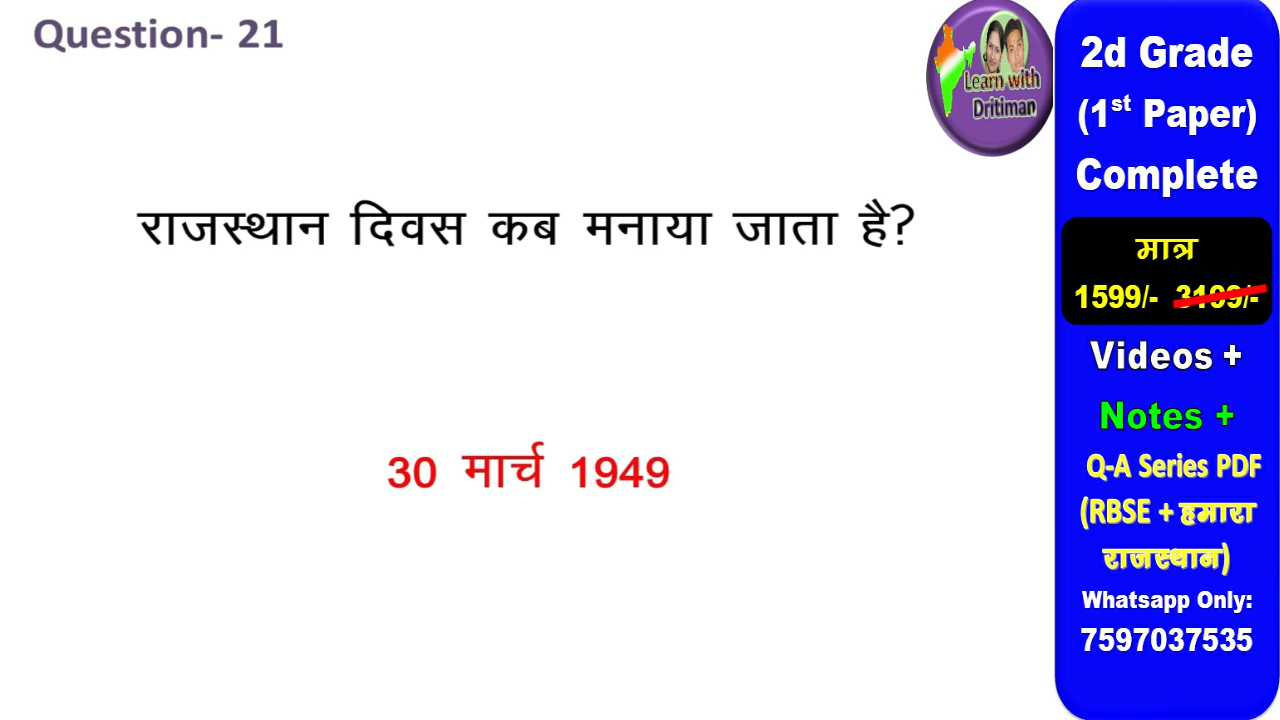 Question- 21
राजस्थान दिवस कब मनाया जाता है?
30 मार्च 1949
Learn with
Dritiman
2d Grade
(1st Paper)
Complete
मात्र
1599/- 3199/-
Videos +
Notes +
Q-A Series PDF
(RBSE + हमारा
राजस्थान)
Whatsapp Only:
7597037535